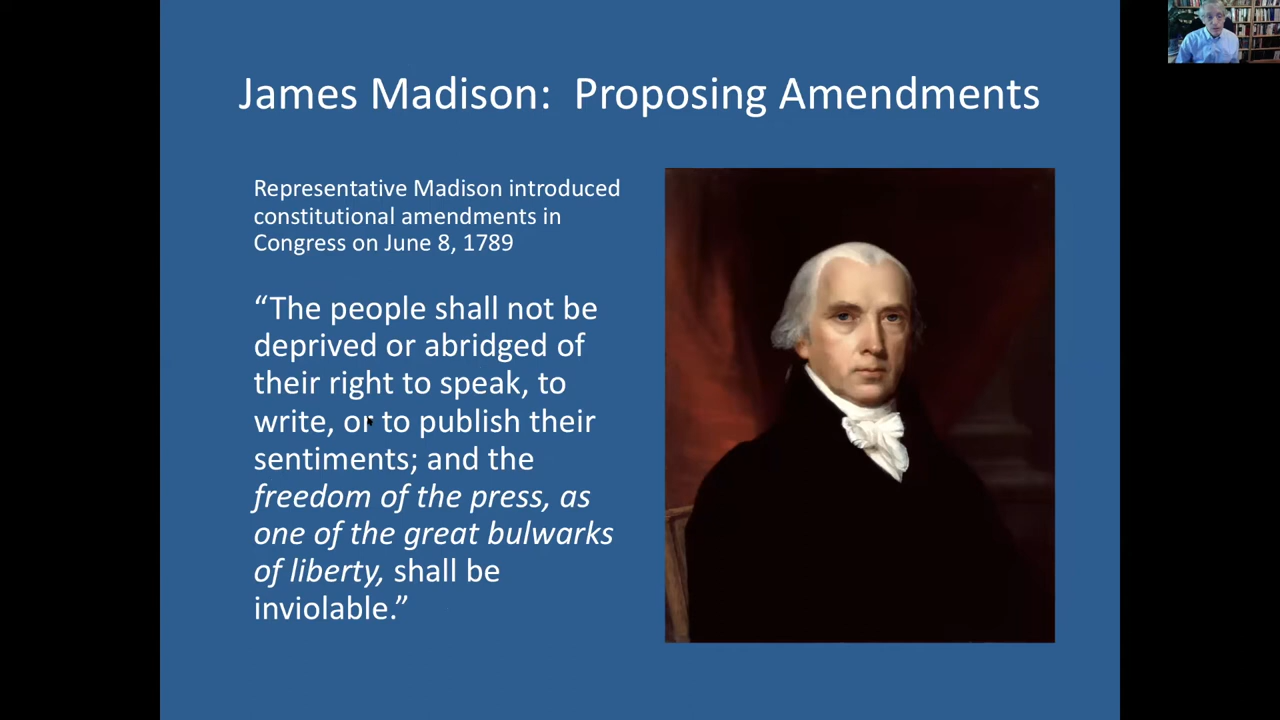 James Madison:  Proposing Amendments
Representative Madison introduced
constitutional amendments in
Congress on June 8, 1789
“The people shall not be
deprived or abridged of
their right to speak, to
write, or to publish their
sentiments; and the
freedom of the press, as
one of the great bulwarks
of liberty, shall be
inviolable.”